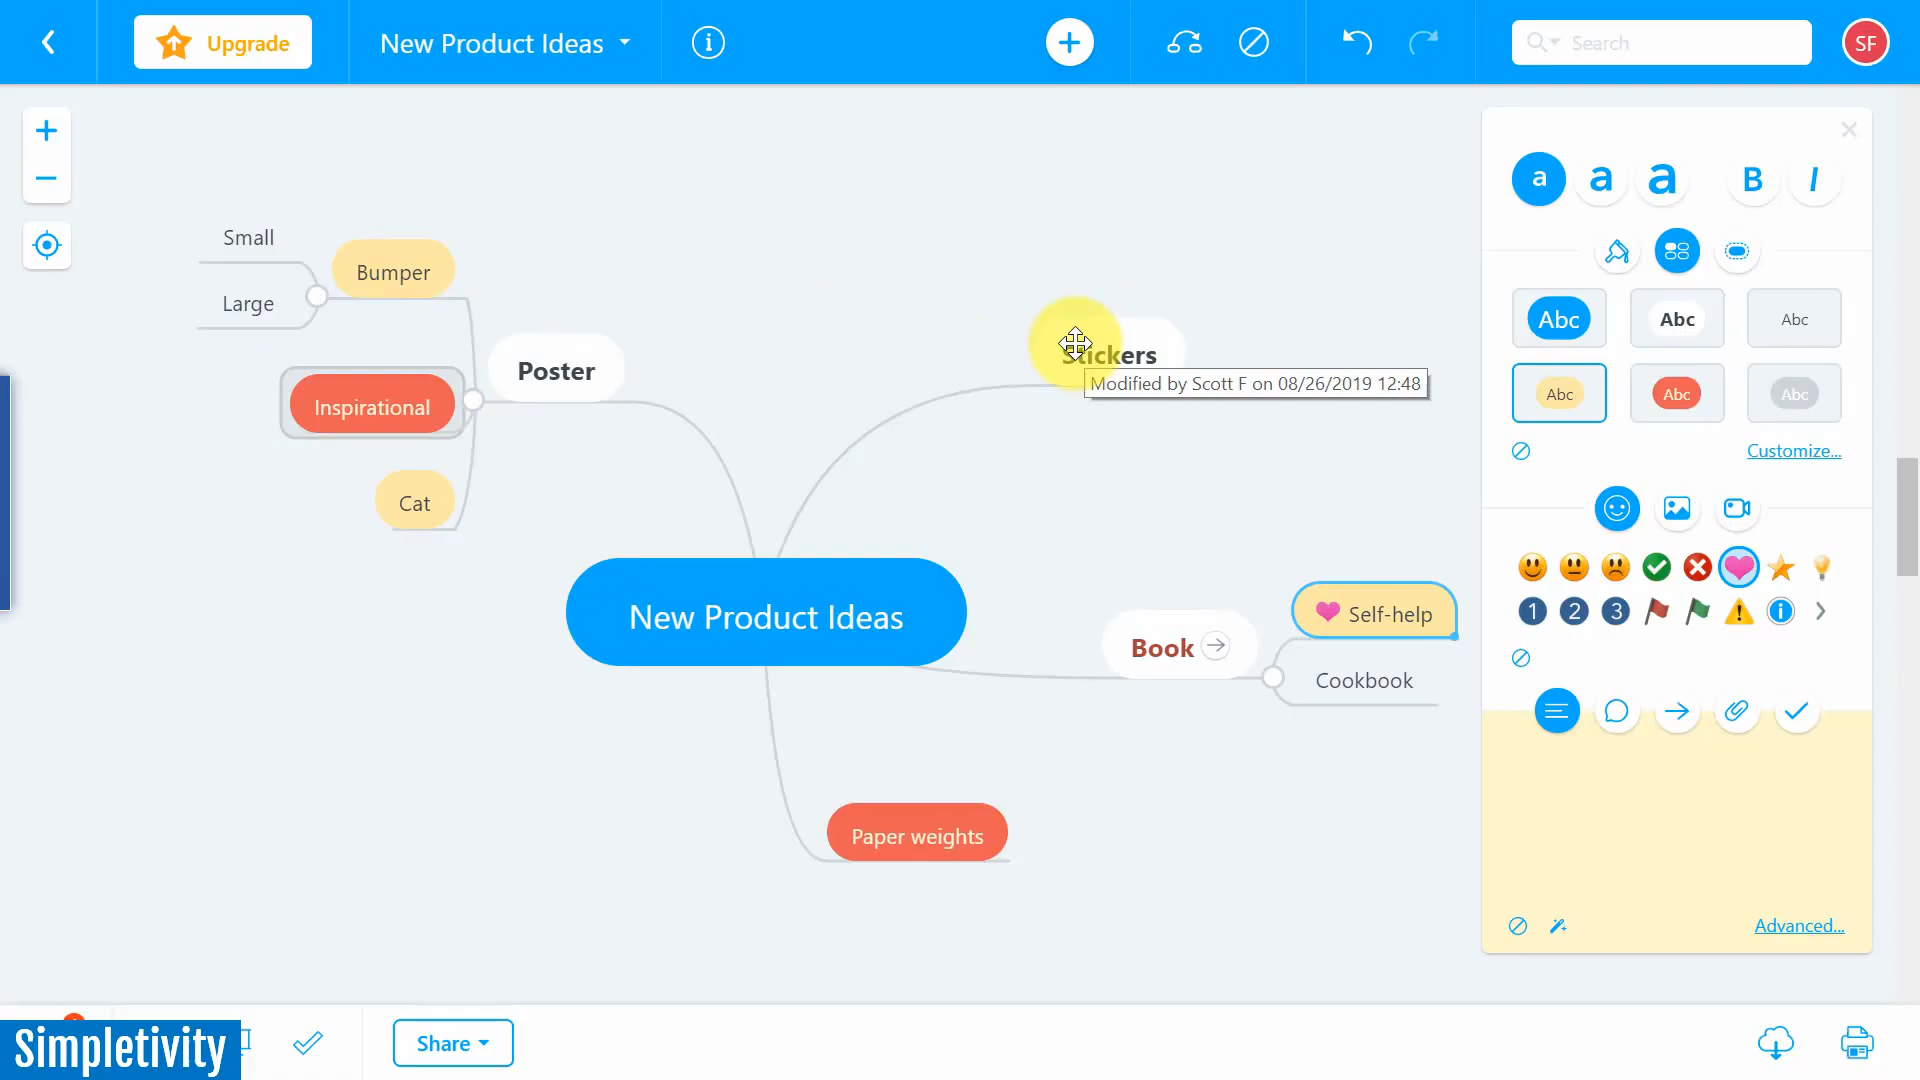 Upgrade
New Product Ideas
Search
SF
a a a B I
Small
Bumper
Large
Poster
Stickers
Modified by Scott F on 08/26/2019 12:48
Inspirational
Cat
Abc Abc Abc
Abc Abc Abc
Customize...
New Product Ideas
Self-help
Book
Cookbook
1 2 3
Paper weights
Advanced...
Simpletivity
Share